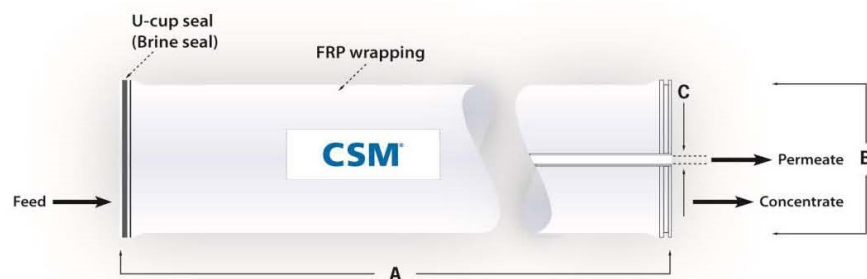 U-cup seal
(Brine seal)
FRP wrapping
C
CSM®
Permeate
B
Feed
Concentrate
A